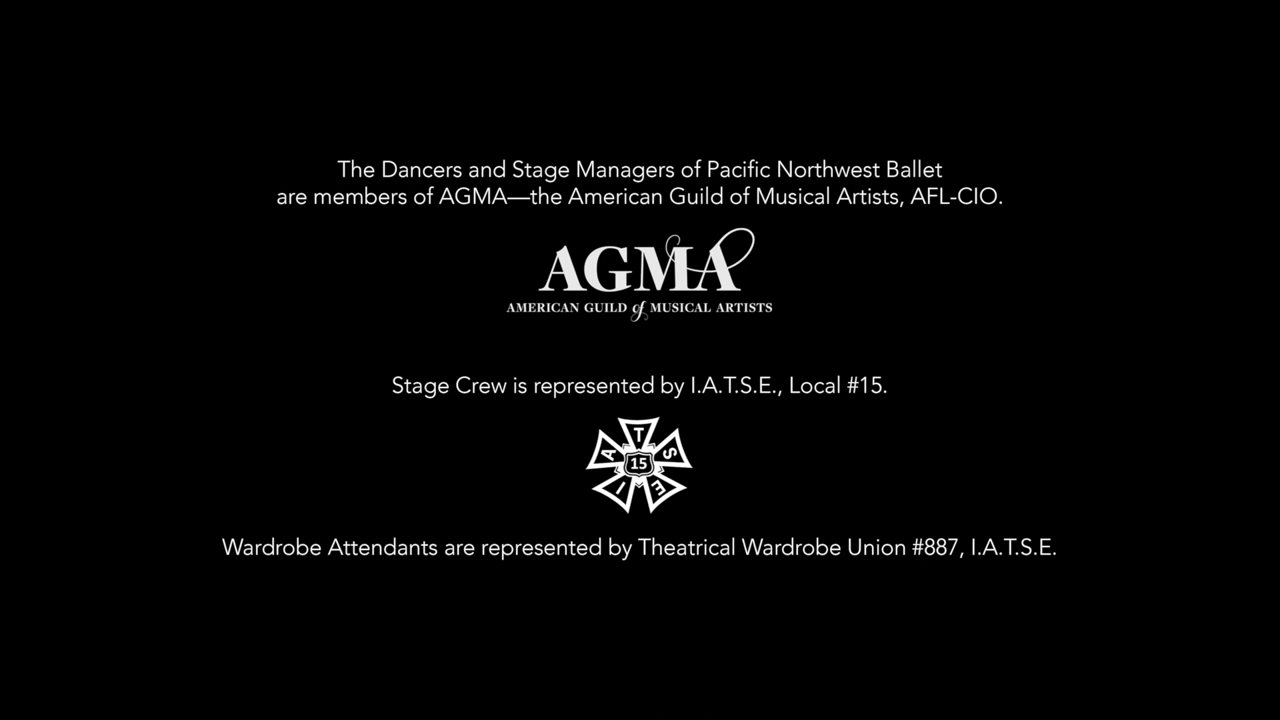 The Dancers and Stage Managers of Pacific Northwest Ballet
are members of AGMA—the American Guild of Musical Artists, AFL-CIO.
AGMA
AMERICAN GUILD of MUSICAL ARTISTS
Stage Crew is represented by I.A.T.S.E., Local #15.
I A T S E
15
Wardrobe Attendants are represented by Theatrical Wardrobe Union #887, I.A.T.S.E.